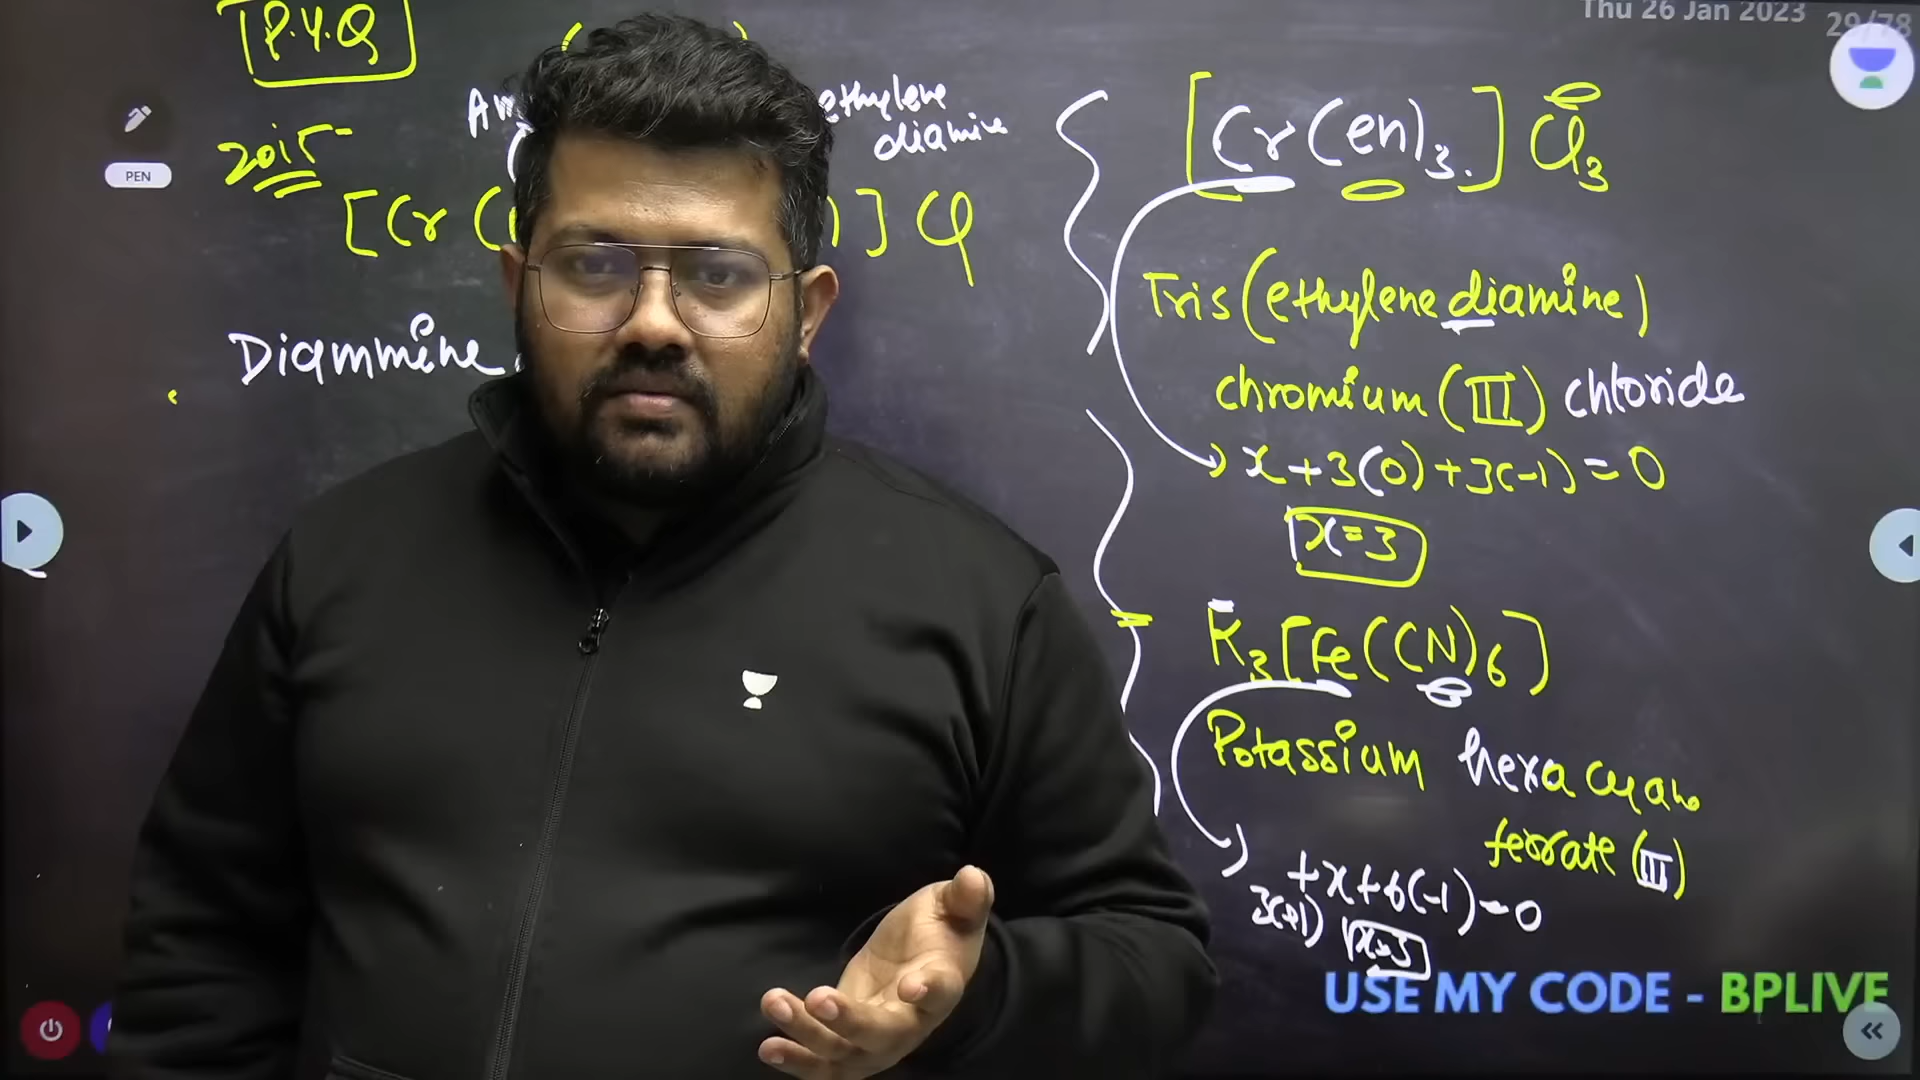 P.Y.Q
Thu 26 Jan 2023
29/78
PEN
2015-
ethylene
diamine
[Cr(
)] Cl
Diammine
[Cr(en)3.] Cl3
Tris (ethylene diamine)
chromium (III) chloride
x+3(0)+3(-1)=0
x=3
K3[Fe(CN)6]
Potassium hexa cyano
ferrate (III)
3(+1) +x+6(-1)=0
x=3
USE MY CODE - BPLIVE